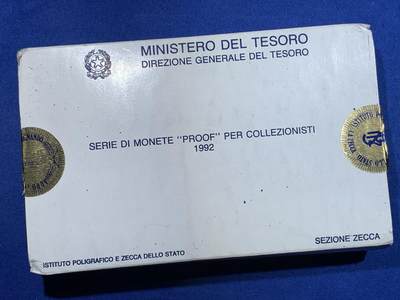 MINISTERO DEL TESORO
DIREZIONE GENERALE DEL TESORO
SERIE DI MONETE "PROOF" PER COLLEZIONISTI
1992
SEZIONE ZECCA
ISTITUTO POLIGRAFICO E ZECCA DELLO STATO